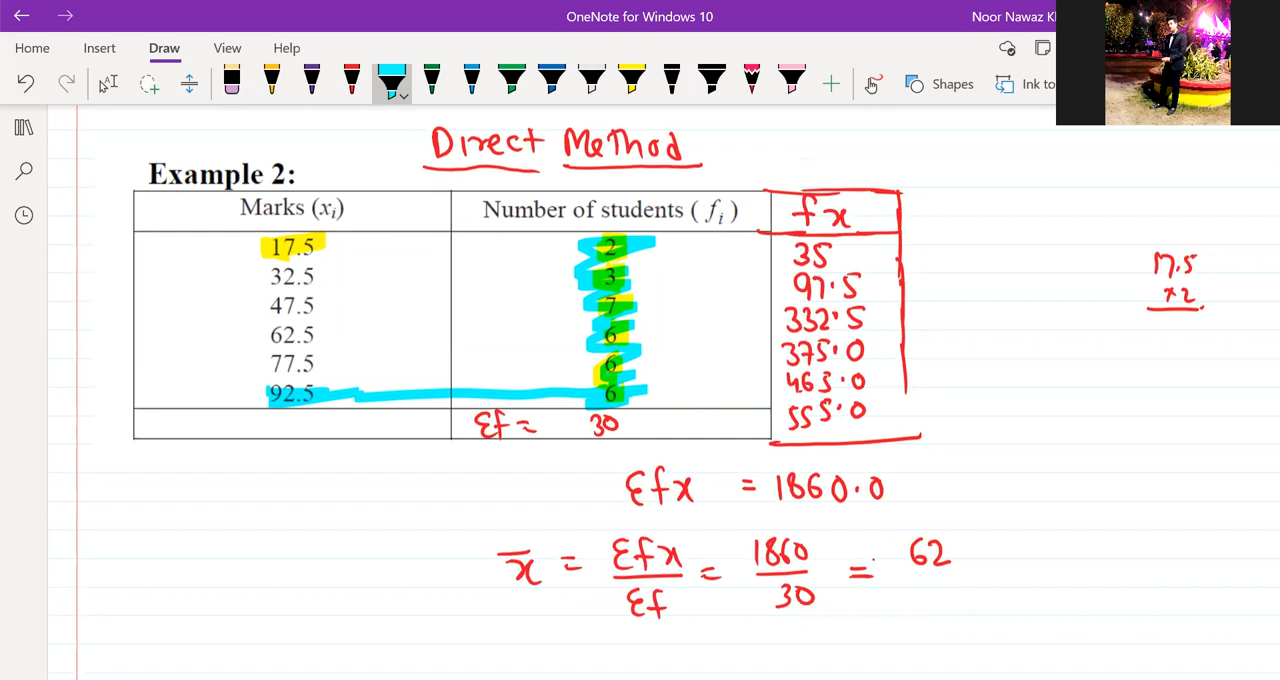 OneNote for Windows 10
Noor Nawaz Kh
Home Insert Draw View Help
Shapes Ink to
Direct Method
Example 2:
Marks (xi) Number of students ( fi ) fx
17.5 2 35
32.5 3 97.5
47.5 7 332.5
62.5 6 375.0
77.5 6 465.0
92.5 6 555.0
Σf = 30
17.5
×2
Σfx = 1860.0
x̄ = Σfx / Σf = 1860 / 30 = 62